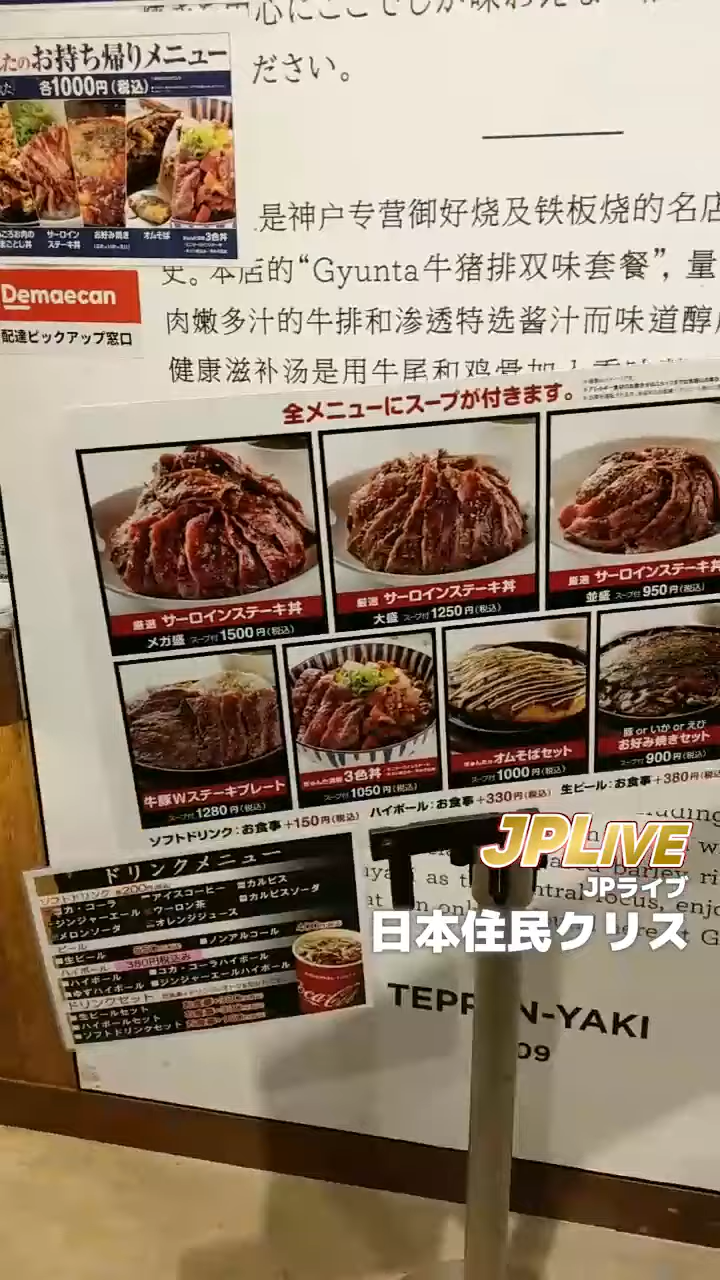 たのお持ち帰りメニュー
各1000円(税込)
サーロイン
ステーキ丼
お好み焼き
オムそば
3色丼
ださい。
Demaecan
配達ピックアップ窓口
是神户专营御好烧及铁板烧的名店
史。本店的“Gyunta牛猪排双味套餐”,量
肉嫩多汁的牛排和渗透特选酱汁而味道醇
健康滋补汤是用牛尾和鸡骨加
全メニューにスープが付きます。
厳選 サーロインステーキ丼
メガ盛 スープ付 1500円(税込)
厳選 サーロインステーキ丼
大盛 スープ付 1250円(税込)
厳選 サーロインステーキ丼
並盛 スープ付 950円(税込)
牛豚Wステーキプレート
スープ付 1280円(税込)
3色丼
スープ付 1050円(税込)
オムそばセット
スープ付 1000円(税込)
豚 or いか or えび
お好み焼きセット
スープ付 900円(税込)
ソフトドリンク:お食事+150円(税込) ハイボール:お食事+330円(税込) 生ビール:お食事+380円(税込)
ドリンクメニュー
ソフトドリンク 各200円
コカ・コーラ ■アイスコーヒー ■カルピス
ジンジャーエール ■ウーロン茶 ■カルピスソーダ
メロンソーダ ■オレンジジュース
ビール
■生ビール ■ノンアルコール
ハイボール 380円税込み
■ハイボール ■コカ・コーラハイボール
■ゆずハイボール ■ジンジャーエールハイボール
ドリンクセット
■生ビールセット
■ハイボールセット
■ソフトドリンクセット
Coca-Cola
JPLIVE
JPライブ
日本住民クリス
N-YAKI
09